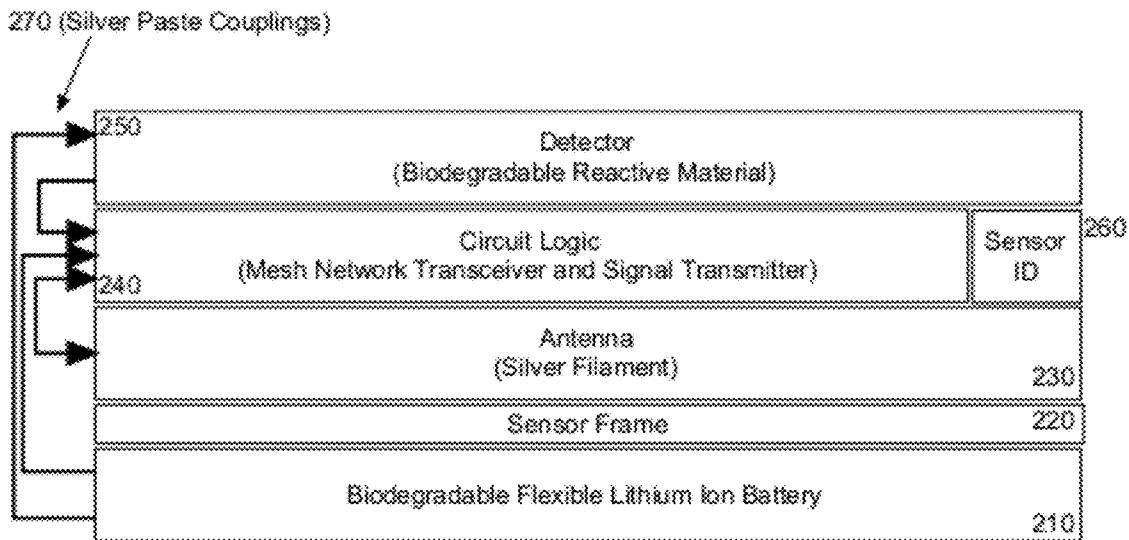 270 (Silver Paste Couplings)
250
Detector
(Biodegradable Reactive Material)
260
Circuit Logic
(Mesh Network Transceiver and Signal Transmitter)
240
Sensor
ID
Antenna
(Silver Filament)
230
Sensor Frame
220
Biodegradable Flexible Lithium Ion Battery
210